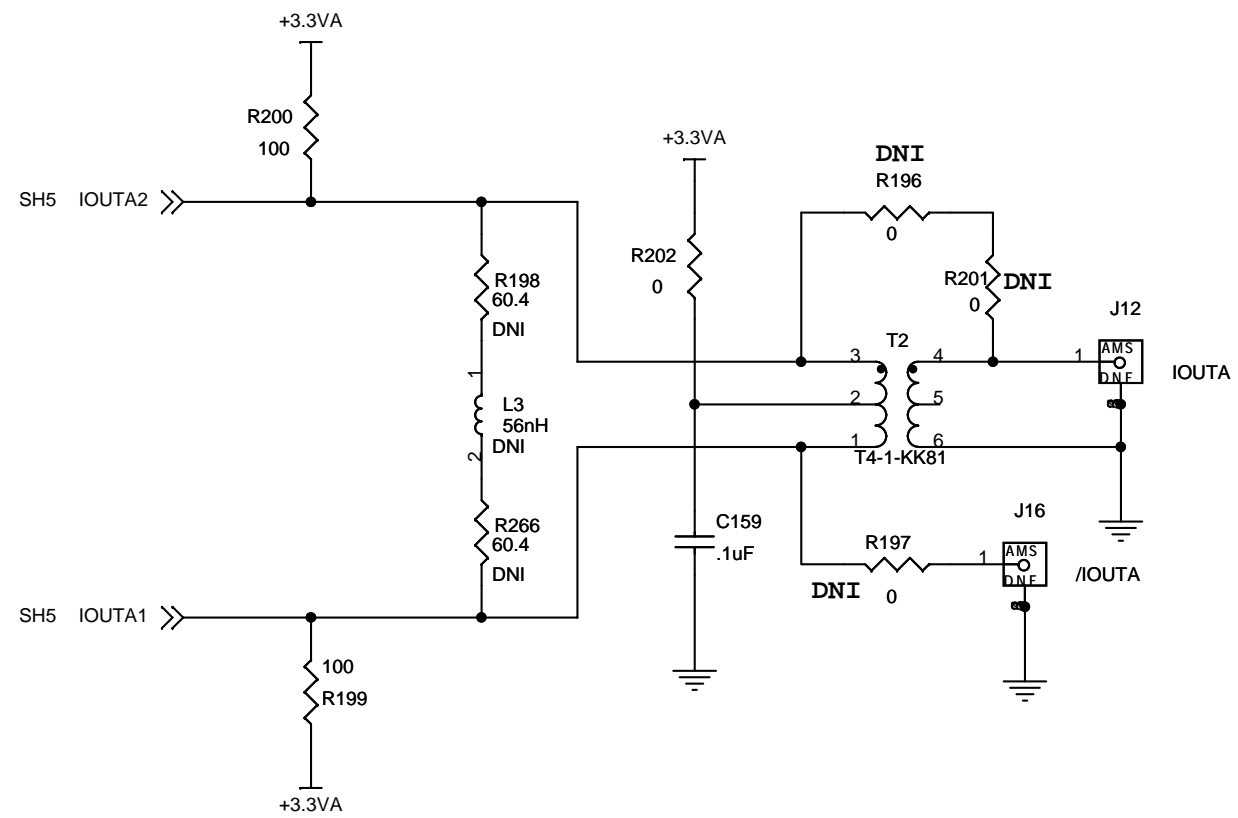 +3.3VA
R200
100
SH5 IOUTA2
+3.3VA
R202
0
DNI
R196
0
R201 DNI
0
R198
60.4
DNI
1
L3
56nH
DNI
2
R266
60.4
DNI
T2
3 4
2 5
1 6
T4-1-KK81
J12
1
AMS
IOUTA
C159
.1uF
R197
DNI 0
J16
1
AMS
/IOUTA
SH5 IOUTA1
100
R199
+3.3VA